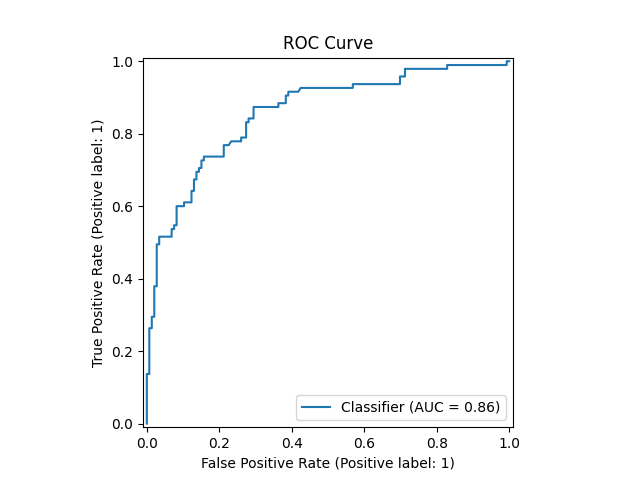 ROC Curve
1.0
0.8
0.6
0.4
0.2
0.0
True Positive Rate (Positive label: 1)
Classifier (AUC = 0.86)
0.0 0.2 0.4 0.6 0.8 1.0
False Positive Rate (Positive label: 1)